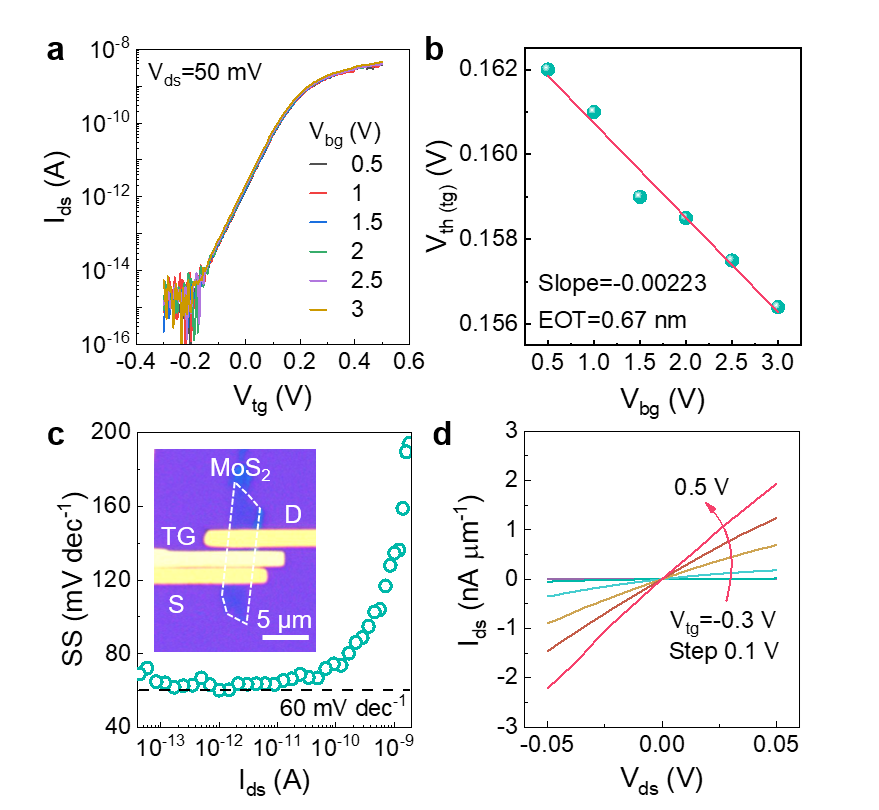 a
10⁻⁸
10⁻¹⁰
10⁻¹²
10⁻¹⁴
10⁻¹⁶
I_ds (A)
V_ds=50 mV
V_bg (V)
0.5
1
1.5
2
2.5
3
-0.4
-0.2
0.0
0.2
0.4
0.6
V_tg (V)
b
0.162
0.160
0.158
0.156
V_th (tg) (V)
Slope=-0.00223
EOT=0.67 nm
0.5
1.0
1.5
2.0
2.5
3.0
V_bg (V)
c
200
160
120
80
40
SS (mV dec⁻¹)
MoS₂
D
TG
S
5 μm
60 mV dec⁻¹
10⁻¹³
10⁻¹²
10⁻¹¹
10⁻¹⁰
10⁻⁹
I_ds (A)
d
3
2
1
0
-1
-2
-3
I_ds (nA μm⁻¹)
0.5 V
V_tg=-0.3 V
Step 0.1 V
-0.05
0.00
0.05
V_ds (V)